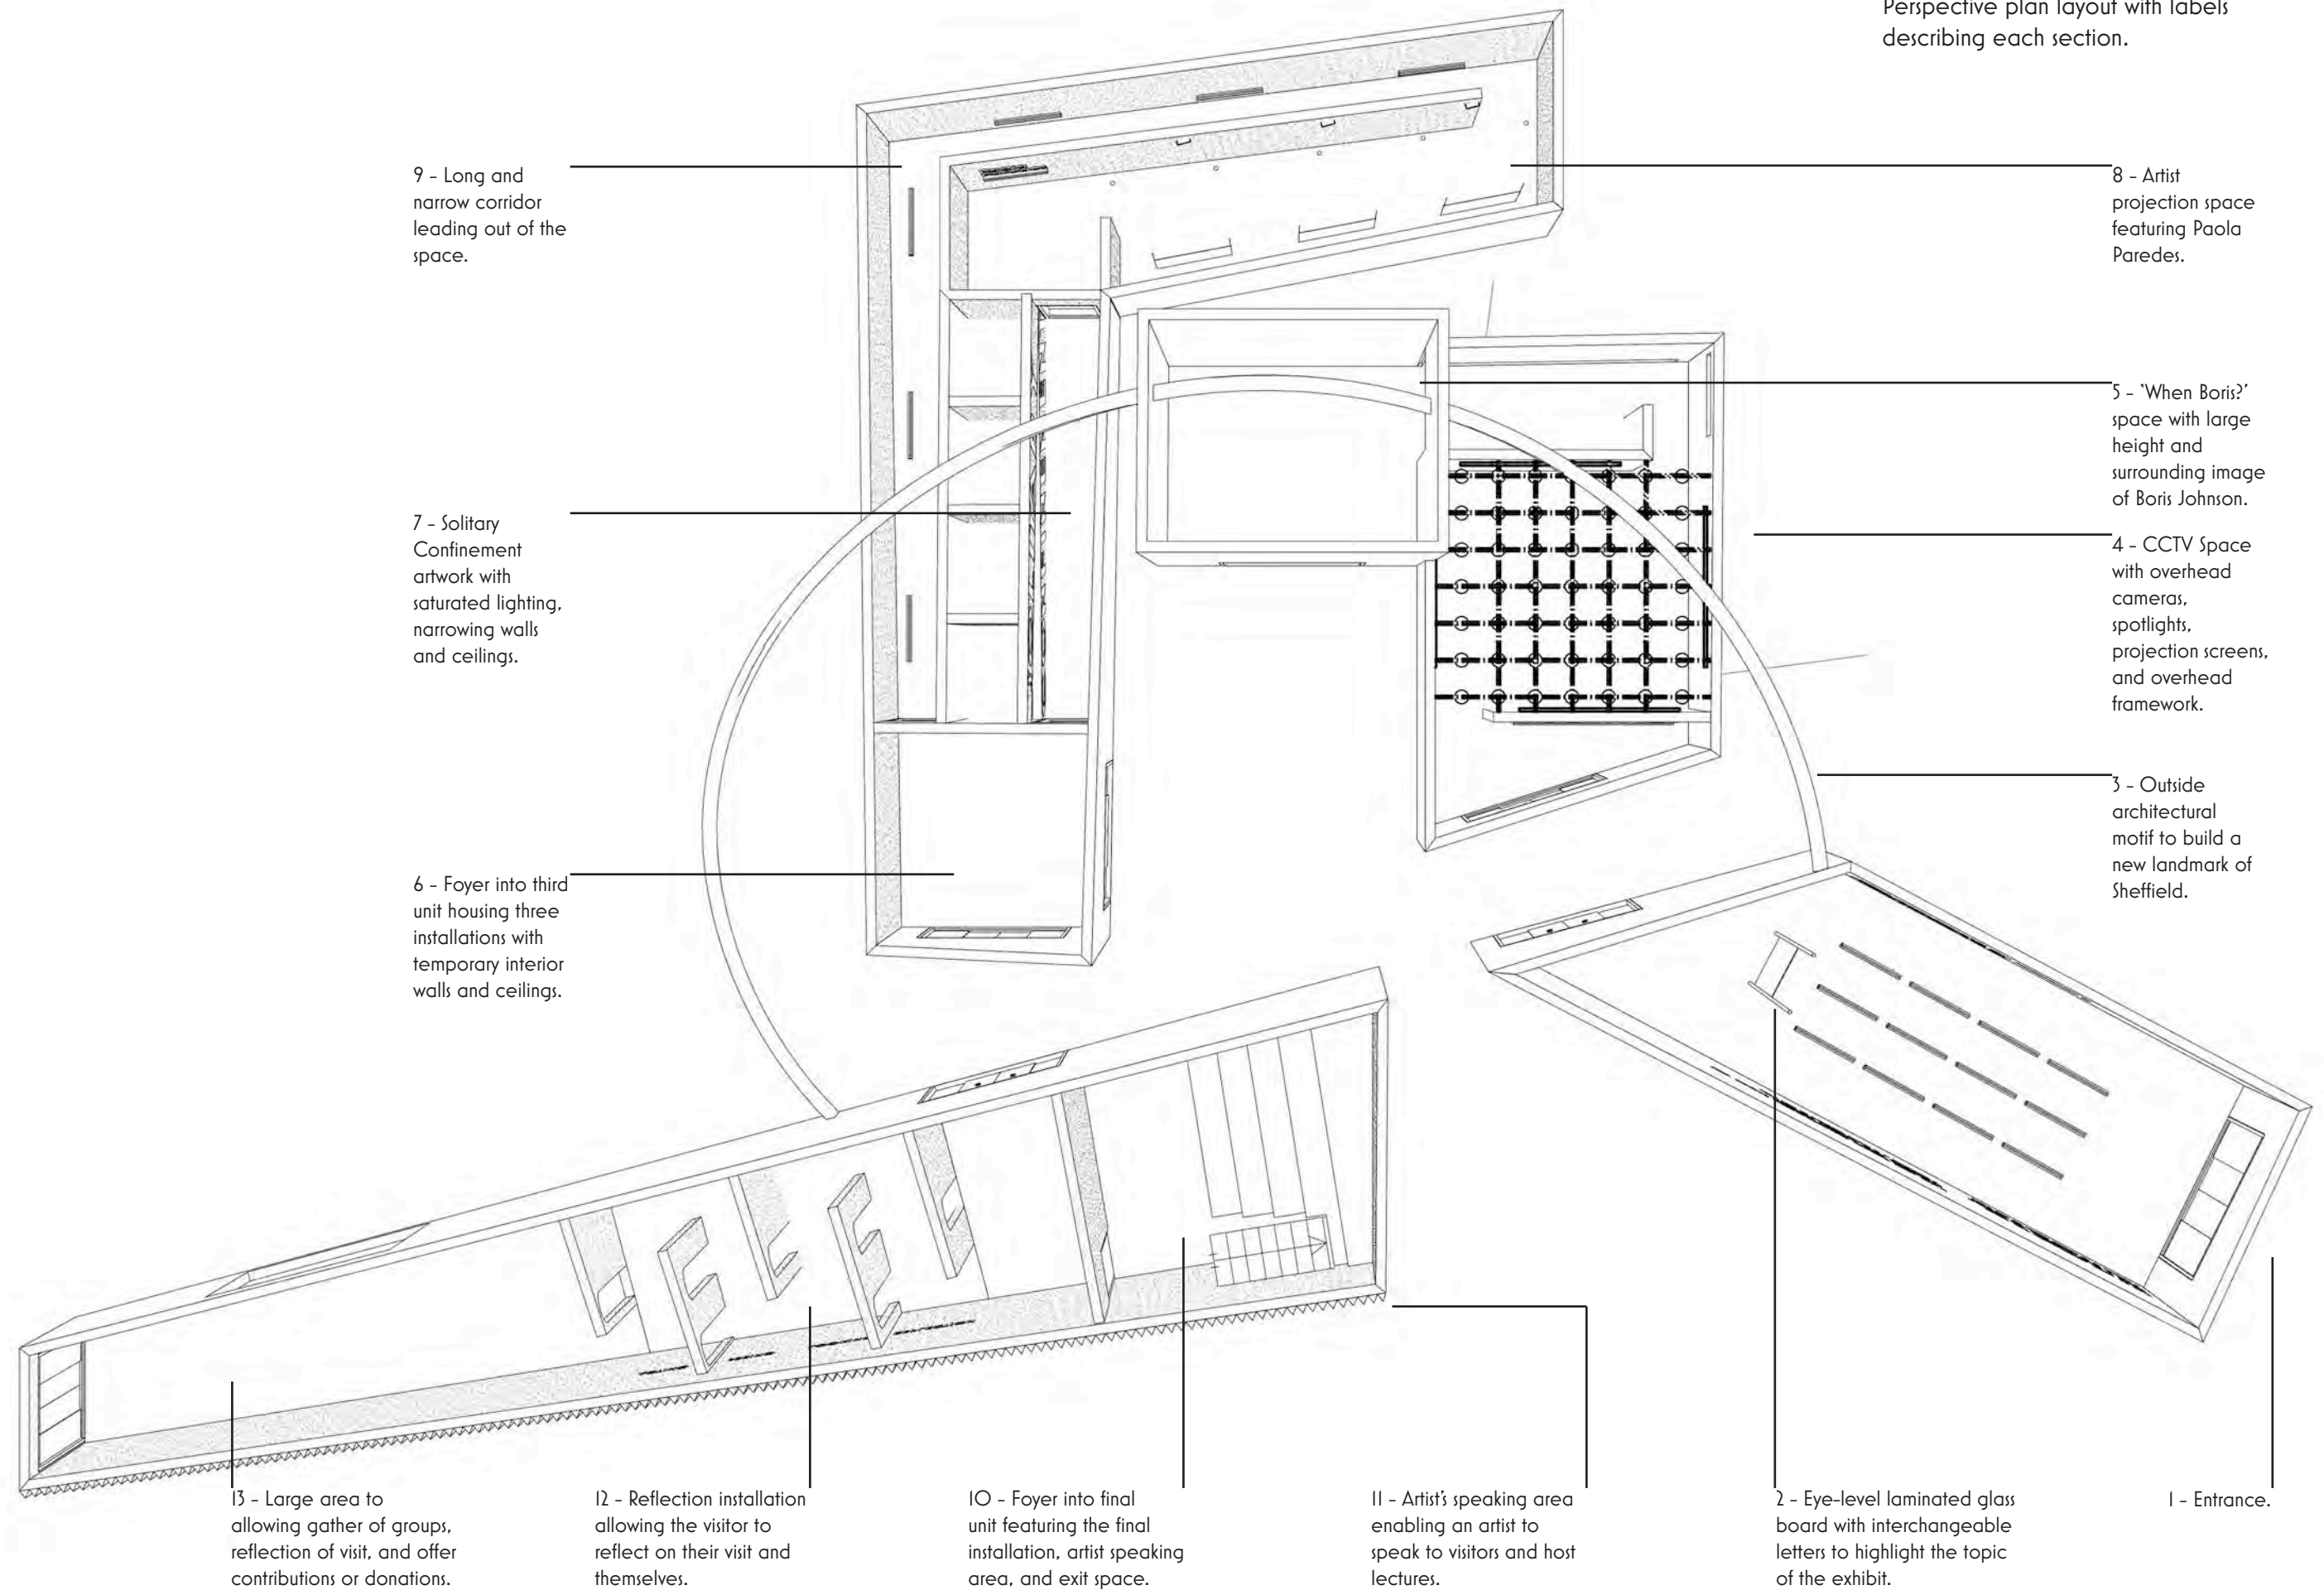 Perspective plan layout with labels
describing each section.
9 - Long and
narrow corridor
leading out of the
space.
8 - Artist
projection space
featuring Paola
Paredes.
5 - 'When Boris?'
space with large
height and
surrounding image
of Boris Johnson.
7 - Solitary
Confinement
artwork with
saturated lighting,
narrowing walls
and ceilings.
4 - CCTV Space
with overhead
cameras,
spotlights,
projection screens,
and overhead
framework.
3 - Outside
architectural
motif to build a
new landmark of
Sheffield.
6 - Foyer into third
unit housing three
installations with
temporary interior
walls and ceilings.
13 - Large area to
allowing gather of groups,
reflection of visit, and offer
contributions or donations.
12 - Reflection installation
allowing the visitor to
reflect on their visit and
themselves.
10 - Foyer into final
unit featuring the final
installation, artist speaking
area, and exit space.
11 - Artist's speaking area
enabling an artist to
speak to visitors and host
lectures.
2 - Eye-level laminated glass
board with interchangeable
letters to highlight the topic
of the exhibit.
1 - Entrance.